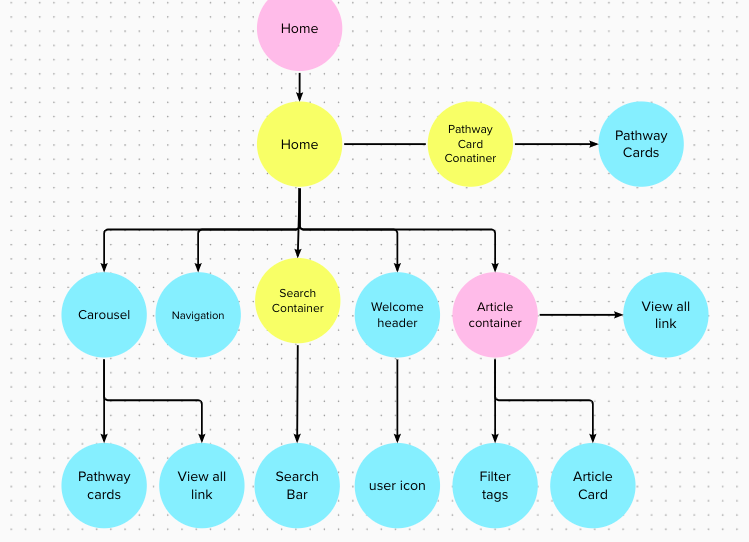 Home
Home
Pathway
Card
Conatiner
Pathway
Cards
Carousel
Navigation
Search
Container
Welcome
header
Article
container
View all
link
Pathway
cards
View all
link
Search
Bar
user icon
Filter
tags
Article
Card